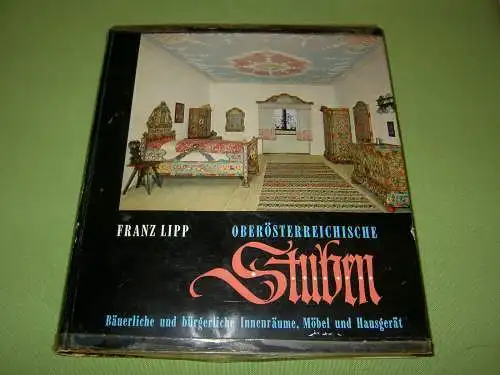 FRANZ LIPP OBERÖSTERREICHISCHE
Stuben
Bäuerliche und bürgerliche Innenräume, Möbel und Hausgerät